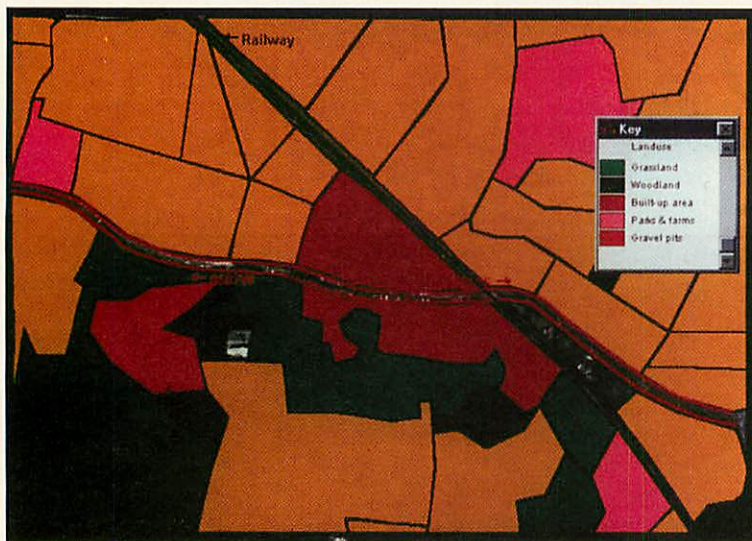 Railway
Key
Landuse
Grassland
Woodland
Built-up area
Parks & farms
Gravel pits